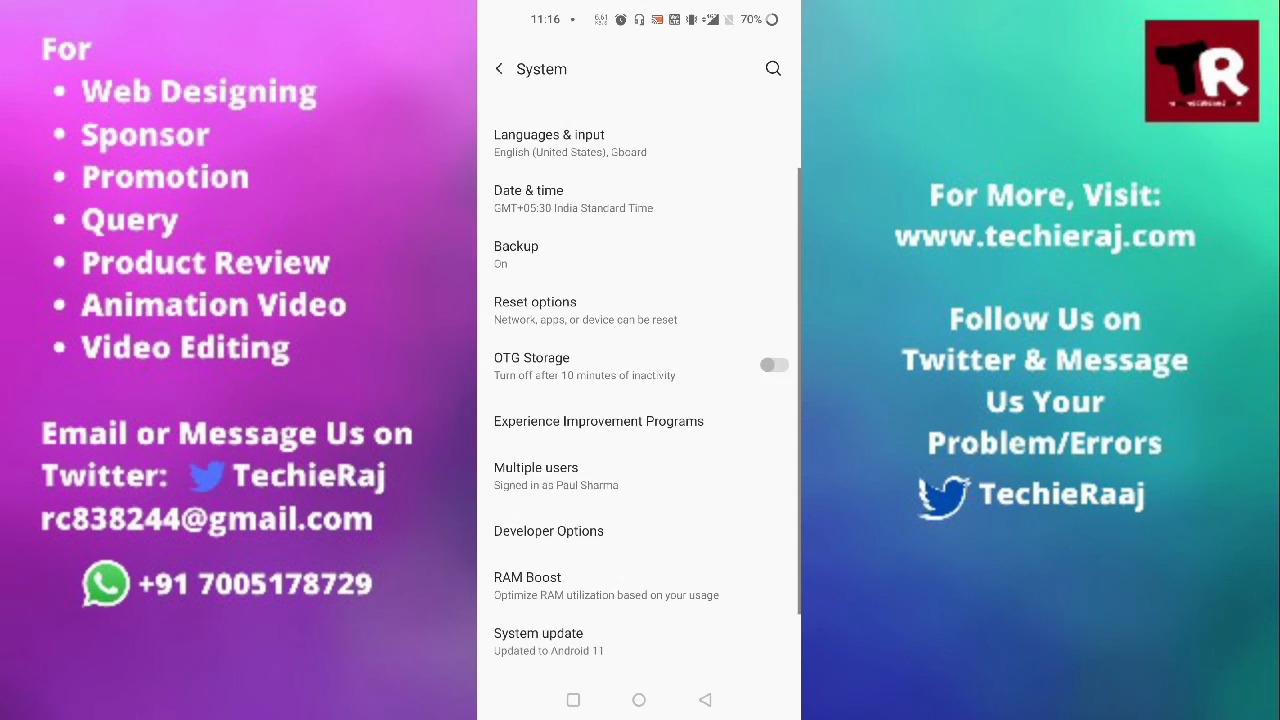 For
• Web Designing
• Sponsor
• Promotion
• Query
• Product Review
• Animation Video
• Video Editing
Email or Message Us on
Twitter: TechieRaj
rc838244@gmail.com
+91 7005178729
11:16
70%
System
Languages & input
English (United States), Gboard
Date & time
GMT+05:30 India Standard Time
Backup
On
Reset options
Network, apps, or device can be reset
OTG Storage
Turn off after 10 minutes of inactivity
Experience Improvement Programs
Multiple users
Signed in as Paul Sharma
Developer Options
RAM Boost
Optimize RAM utilization based on your usage
System update
Updated to Android 11
TR
For More, Visit:
www.techieraj.com
Follow Us on
Twitter & Message
Us Your
Problem/Errors
TechieRaaj